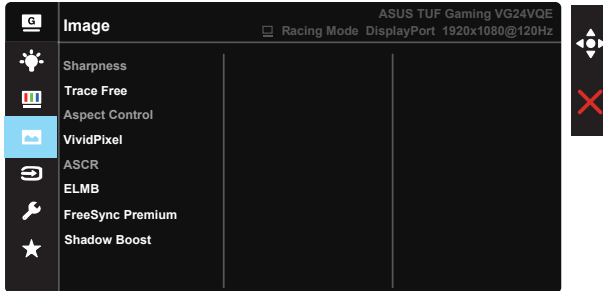 G
Image
ASUS TUF Gaming VG24VQE
Racing Mode DisplayPort 1920x1080@120Hz
Sharpness
Trace Free
Aspect Control
VividPixel
ASCR
ELMB
FreeSync Premium
Shadow Boost